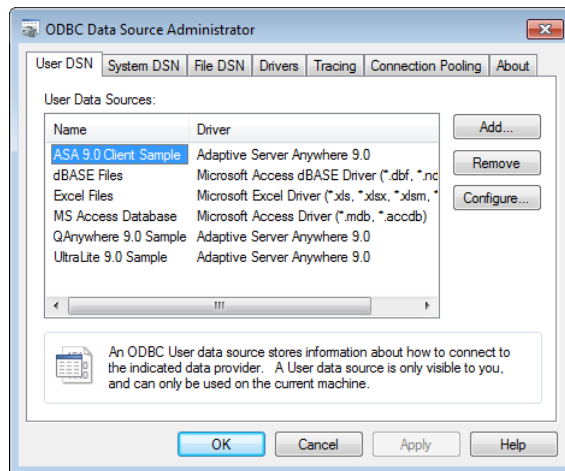 ODBC Data Source Administrator
User DSN System DSN File DSN Drivers Tracing Connection Pooling About
User Data Sources:
Name Driver
ASA 9.0 Client Sample Adaptive Server Anywhere 9.0
dBASE Files Microsoft Access dBASE Driver (*.dbf, *.nd
Excel Files Microsoft Excel Driver (*.xls, *.xlsx, *.xlsm, *
MS Access Database Microsoft Access Driver (*.mdb, *.accdb)
QAnywhere 9.0 Sample Adaptive Server Anywhere 9.0
UltraLite 9.0 Sample Adaptive Server Anywhere 9.0
Add...
Remove
Configure...
An ODBC User data source stores information about how to connect to
the indicated data provider. A User data source is only visible to you,
and can only be used on the current machine.
OK Cancel Apply Help